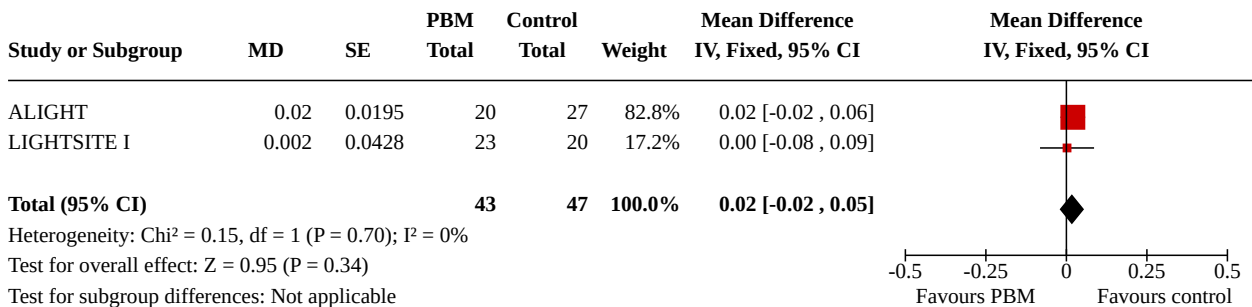 PBM Control Mean Difference Mean Difference
Study or Subgroup MD SE Total Total Weight IV, Fixed, 95% CI IV, Fixed, 95% CI
ALIGHT 0.02 0.0195 20 27 82.8% 0.02 [-0.02 , 0.06]
LIGHTSITE I 0.002 0.0428 23 20 17.2% 0.00 [-0.08 , 0.09]
Total (95% CI) 43 47 100.0% 0.02 [-0.02 , 0.05]
Heterogeneity: Chi² = 0.15, df = 1 (P = 0.70); I² = 0%
Test for overall effect: Z = 0.95 (P = 0.34)
-0.5 -0.25 0 0.25 0.5
Test for subgroup differences: Not applicable Favours PBM Favours control